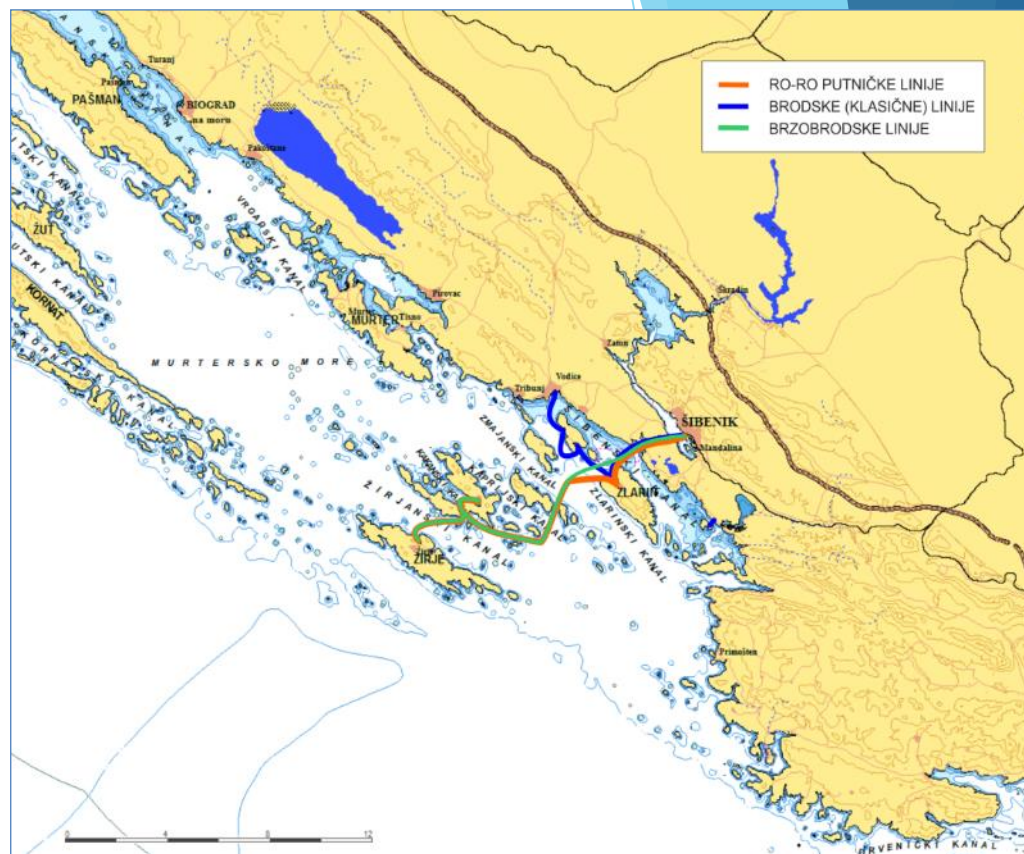 RO-RO PUTNIČKE LINIJE
BRODSKE (KLASIČNE) LINIJE
BRZOBRODSKE LINIJE
Turanj
PAŠMAN
BIOGRAD
na moru
Pakoštane
VRGADSKI KANAL
ŽUT
KORNAT
Pirovac
Murter
MURTER
Tisno
Skradin
MURTERSKO MORE
Zaton
Vodice
Tribunj
ŠIBENIK
Mandalina
ZMAJANSKI KANAL
ZLARIN
ZLARINSKI KANAL
ŽIRJANSKI KANAL
ŽIRJE
Primošten
0 4 8 12